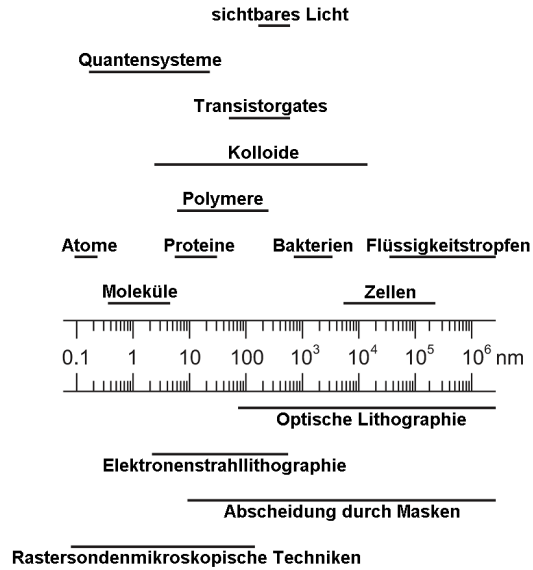 sichtbares Licht
Quantensysteme
Transistorgates
Kolloide
Polymere
Atome Proteine Bakterien Flüssigkeitstropfen
Moleküle Zellen
0.1 1 10 100 10³ 10⁴ 10⁵ 10⁶ nm
Optische Lithographie
Elektronenstrahllithographie
Abscheidung durch Masken
Rastersondenmikroskopische Techniken